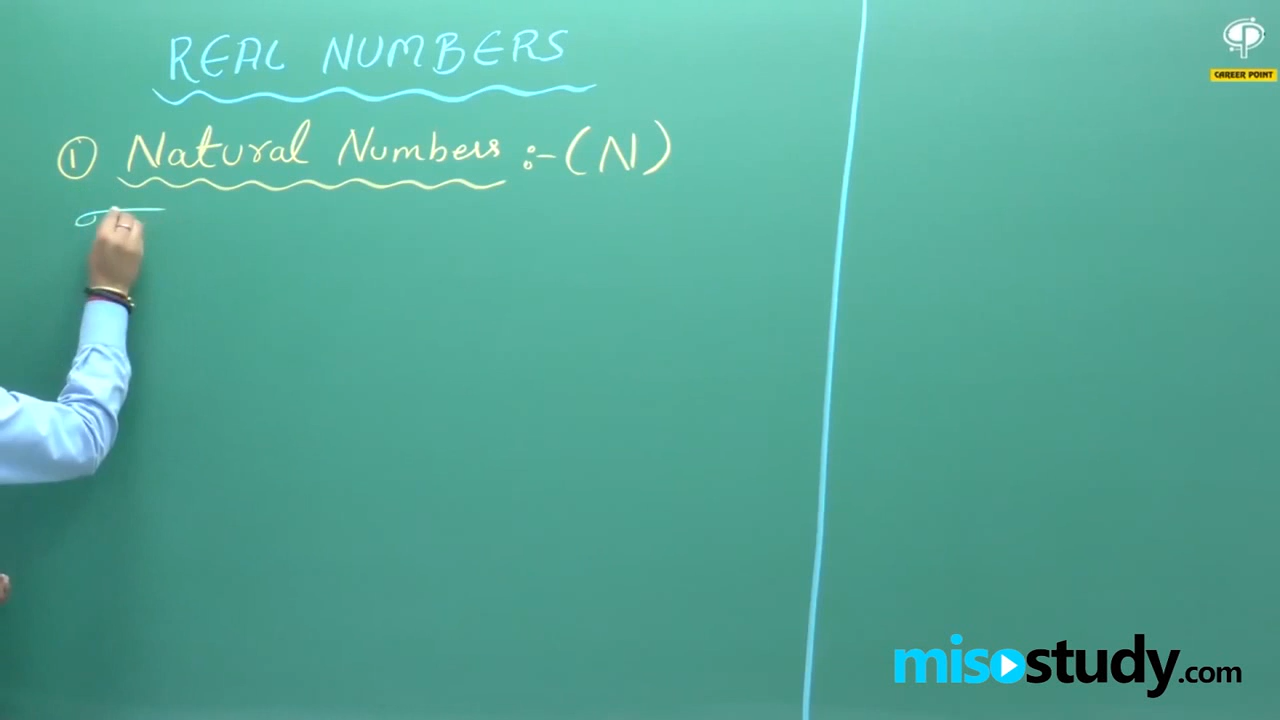 REAL NUMBERS
① Natural Numbers :- (N)
CAREER POINT
misostudy.com